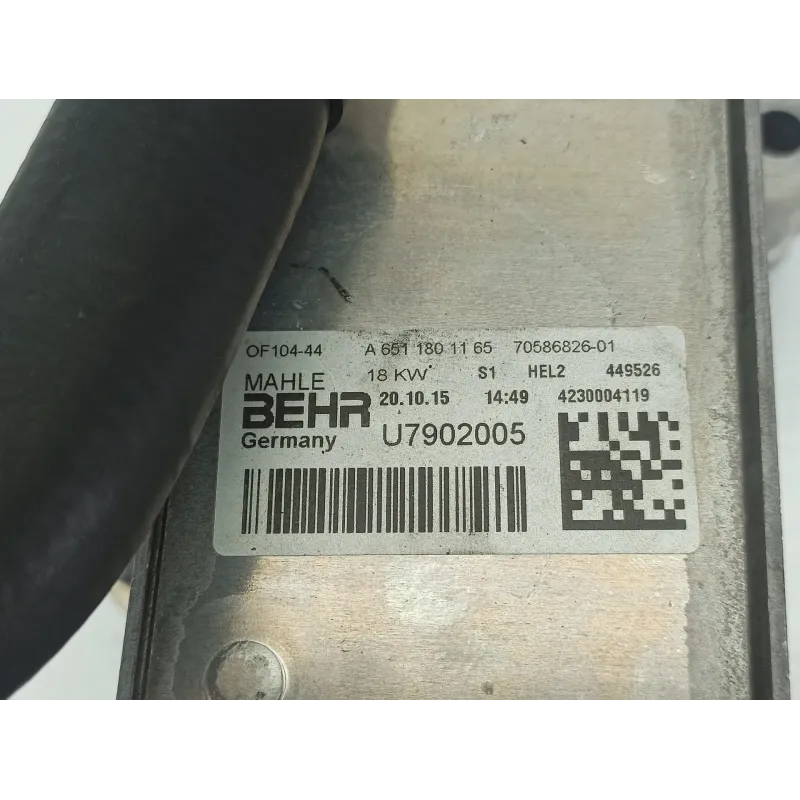 OF104-44 A 651 180 11 65 70586826-01
MAHLE 18 KW S1 HEL2 449526
BEHR 20.10.15 14:49 4230004119
Germany U7902005